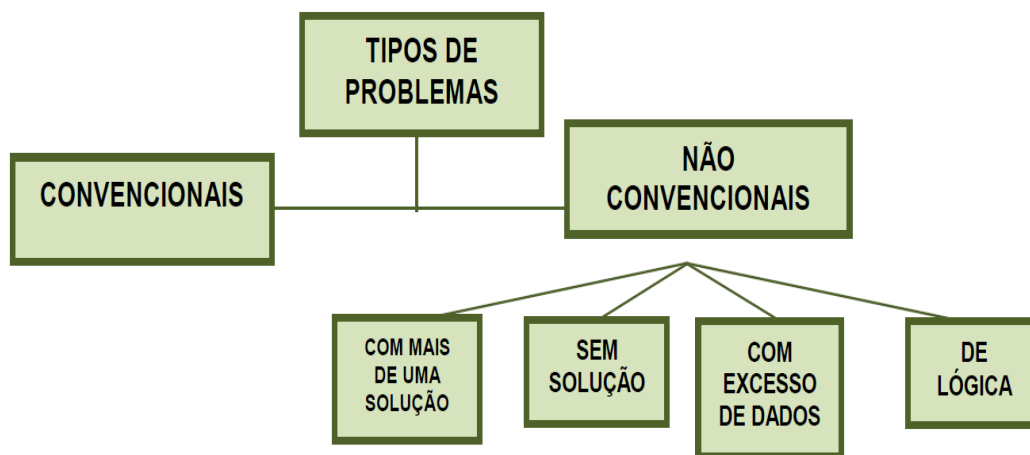 TIPOS DE
PROBLEMAS
CONVENCIONAIS
NÃO
CONVENCIONAIS
COM MAIS
DE UMA
SOLUÇÃO
SEM
SOLUÇÃO
COM
EXCESSO
DE DADOS
DE
LÓGICA